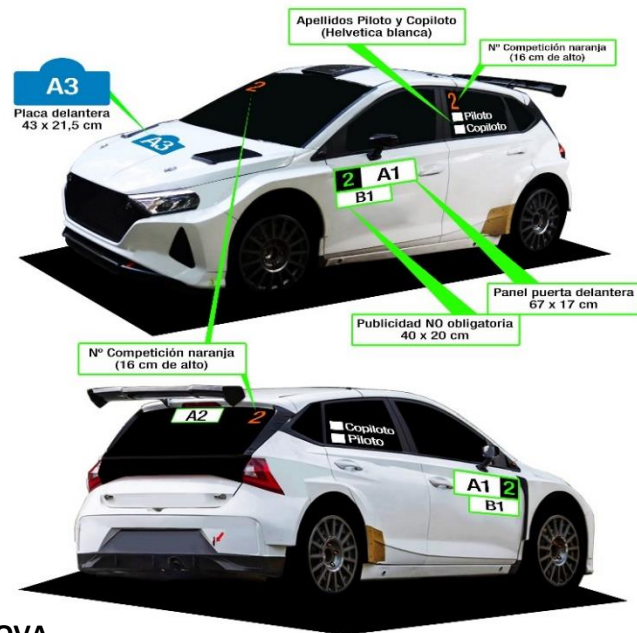 Apellidos Piloto y Copiloto
(Helvetica blanca)
Nº Competición naranja
(16 cm de alto)
A3
Placa delantera
43 x 21,5 cm
2
2
Piloto
Copiloto
A3
2 A1
B1
Panel puerta delantera
67 x 17 cm
Publicidad NO obligatoria
40 x 20 cm
Nº Competición naranja
(16 cm de alto)
A2
2
Copiloto
Piloto
A1 2
B1
OVA